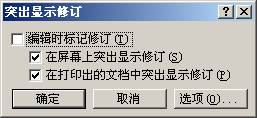 突出显示修订
编辑时标记修订(T)
在屏幕上突出显示修订(S)
在打印出的文档中突出显示修订(P)
确定 取消 选项(O)...